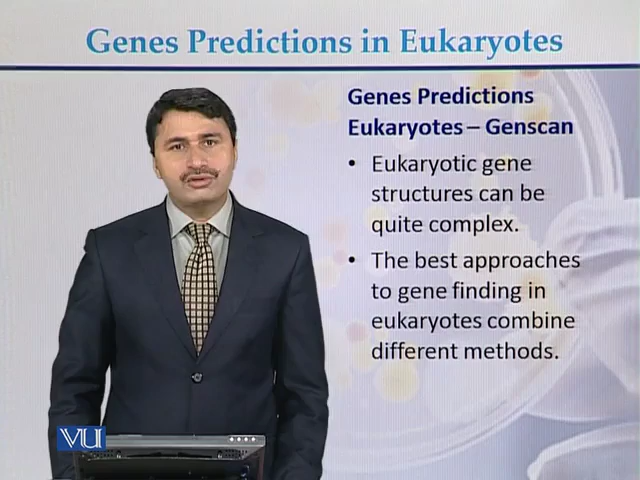 Genes Predictions in Eukaryotes
Genes Predictions
Eukaryotes – Genscan
• Eukaryotic gene
structures can be
quite complex.
• The best approaches
to gene finding in
eukaryotes combine
different methods.
VU